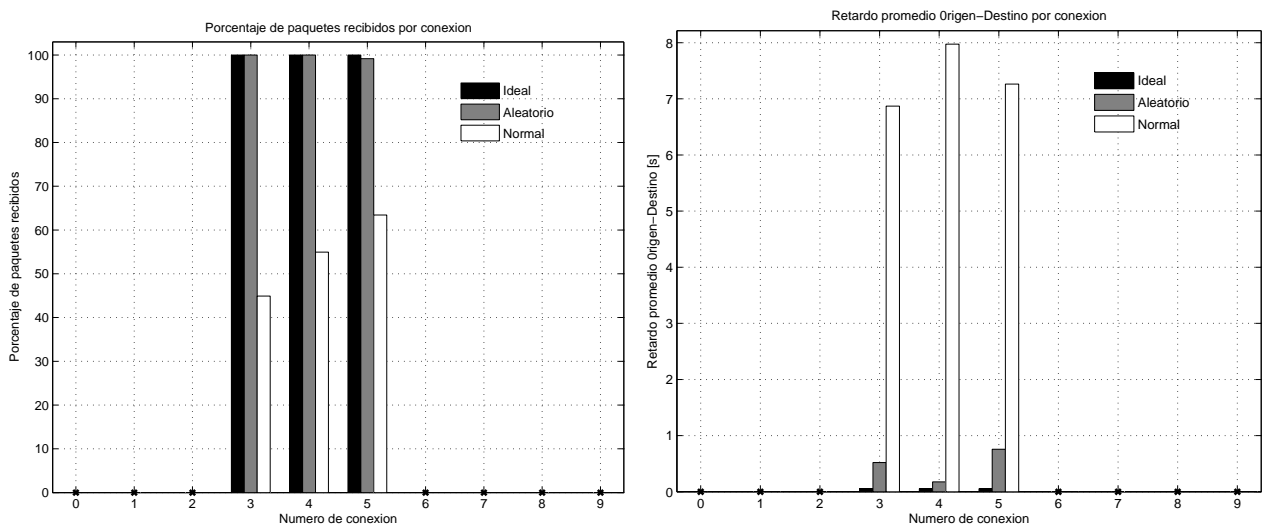 Porcentaje de paquetes recibidos por conexion
100
90
80
70
60
50
40
30
20
10
0
Porcentaje de paquetes recibidos
Ideal
Aleatorio
Normal
0 1 2 3 4 5 6 7 8 9
Numero de conexion
Retardo promedio 0rigen−Destino por conexion
8
7
6
5
4
3
2
1
0
Retardo promedio 0rigen−Destino [s]
Ideal
Aleatorio
Normal
0 1 2 3 4 5 6 7 8 9
Numero de conexion